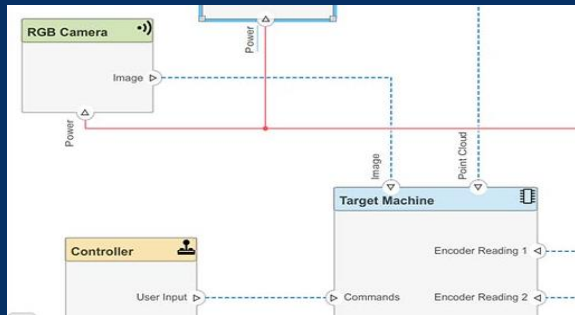 RGB Camera
Power
Image
Power
Image
Point Cloud
Target Machine
Controller
Encoder Reading 1
User Input
Commands
Encoder Reading 2